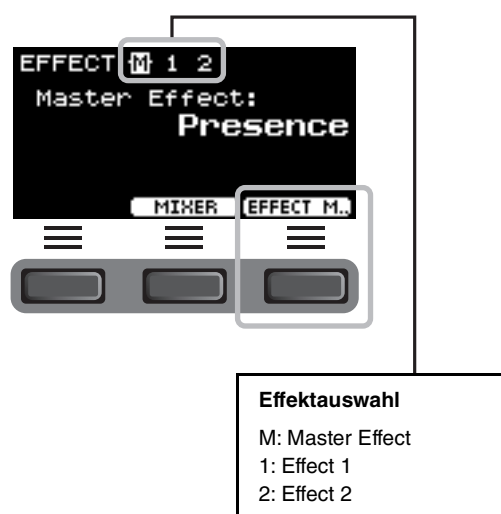 EFFECT M 1 2
Master Effect:
Presence
MIXER EFFECT M..
Effektauswahl
M: Master Effect
1: Effect 1
2: Effect 2